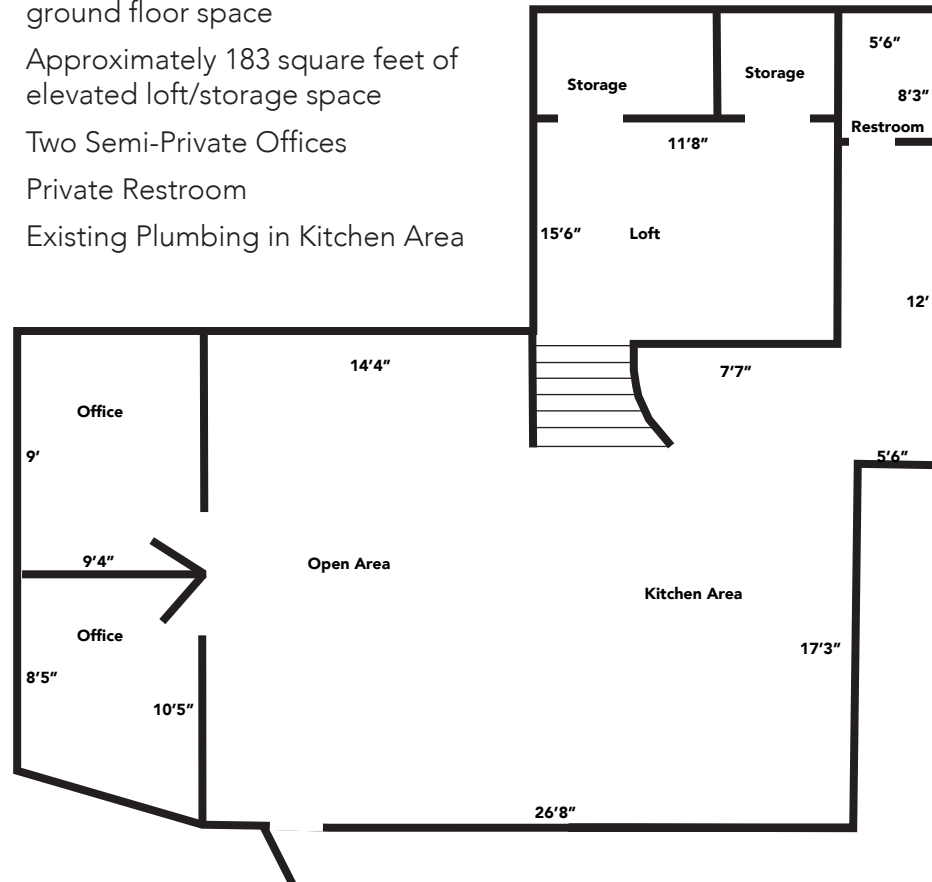 ground floor space
Approximately 183 square feet of
elevated loft/storage space
Two Semi-Private Offices
Private Restroom
Existing Plumbing in Kitchen Area
5’6”
Storage
Storage
8’3”
Restroom
11’8”
15’6”
Loft
12’
14’4”
7’7”
Office
9’
5’6”
9’4”
Open Area
Kitchen Area
Office
17’3”
8’5”
10’5”
26’8”